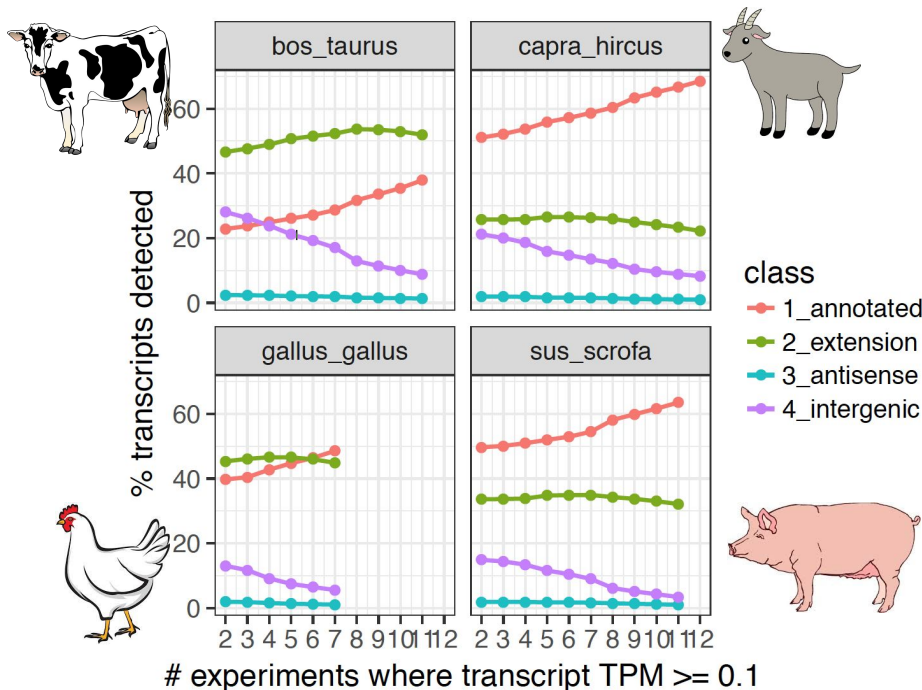 bos_taurus
capra_hircus
60
40
20
0
gallus_gallus
sus_scrofa
60
40
20
0
% transcripts detected
2 3 4 5 6 7 8 9 10 11 12
2 3 4 5 6 7 8 9 10 11 12
# experiments where transcript TPM >= 0.1
class
1_annotated
2_extension
3_antisense
4_intergenic